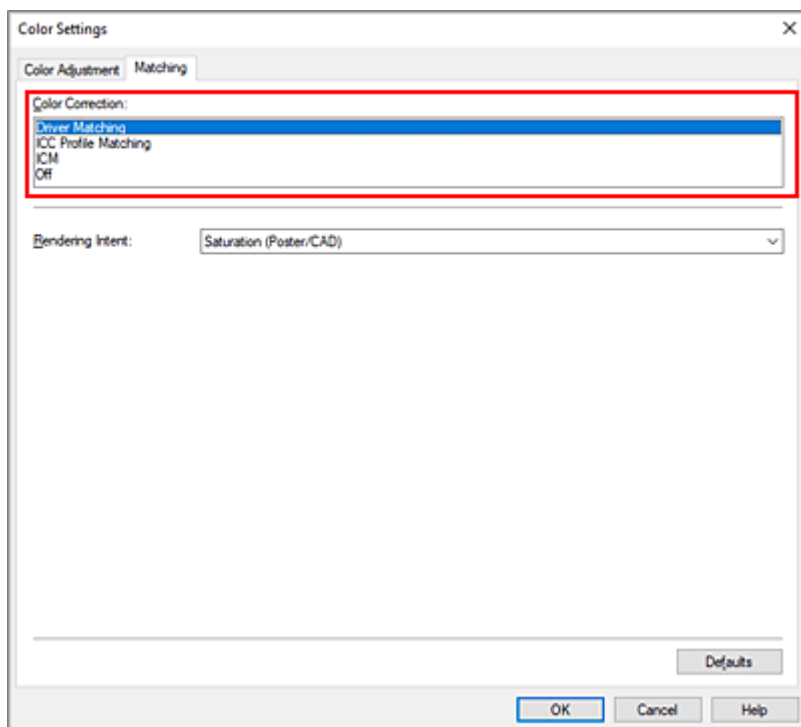 Color Settings
Color Adjustment Matching
Color Correction:
Driver Matching
ICC Profile Matching
ICM
Off
Rendering Intent: Saturation (Poster/CAD)
Defaults
OK Cancel Help